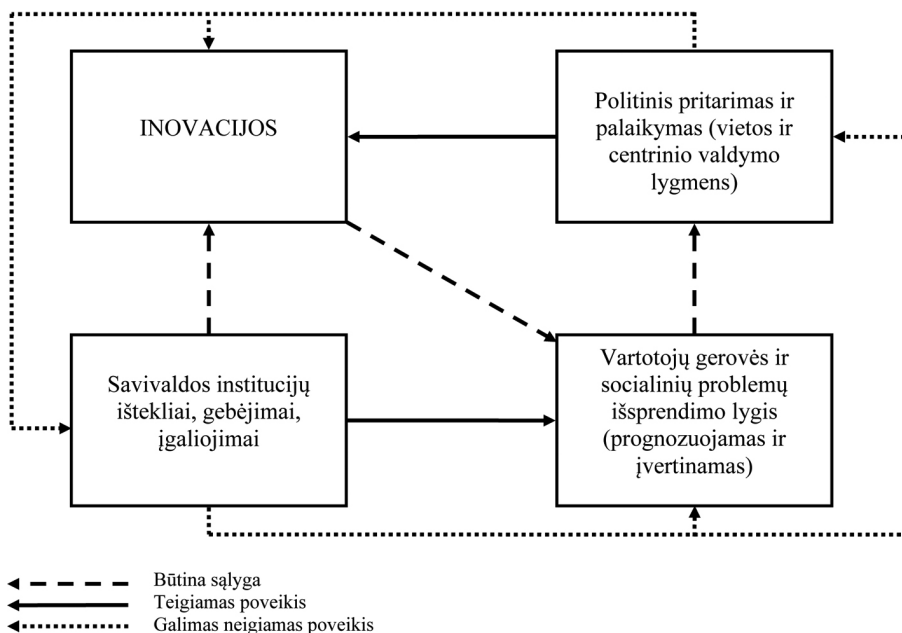 INOVACIJOS
Politinis pritarimas ir
palaikymas (vietos ir
centrinio valdymo
lygmens)
Savivaldos institucijų
ištekliai, gebėjimai,
įgaliojimai
Vartotojų gerovės ir
socialinių problemų
išsprendimo lygis
(prognozuojamas ir
įvertinamas)
Būtina sąlyga
Teigiamas poveikis
Galimas neigiamas poveikis